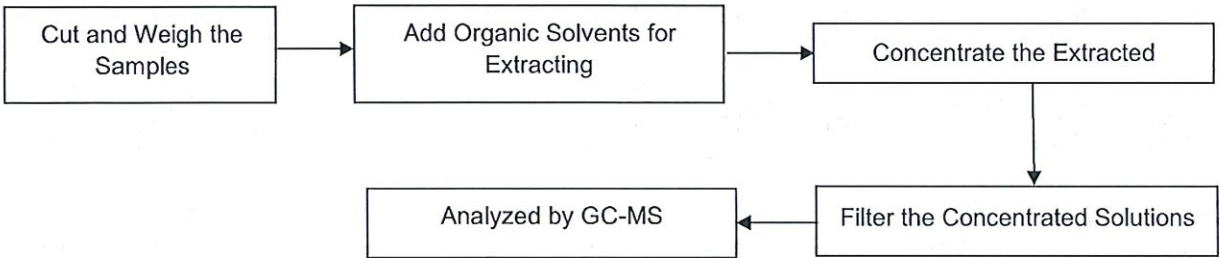 Cut and Weigh the
Samples
Add Organic Solvents for
Extracting
Concentrate the Extracted
Filter the Concentrated Solutions
Analyzed by GC-MS